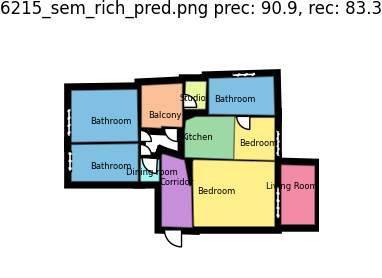 6215_sem_rich_pred.png prec: 90.9, rec: 83.3
Studio
Bathroom
Balcony
Bathroom
Kitchen
Bedroom
Bathroom
Dining room
Corridor
Bedroom
Living Room